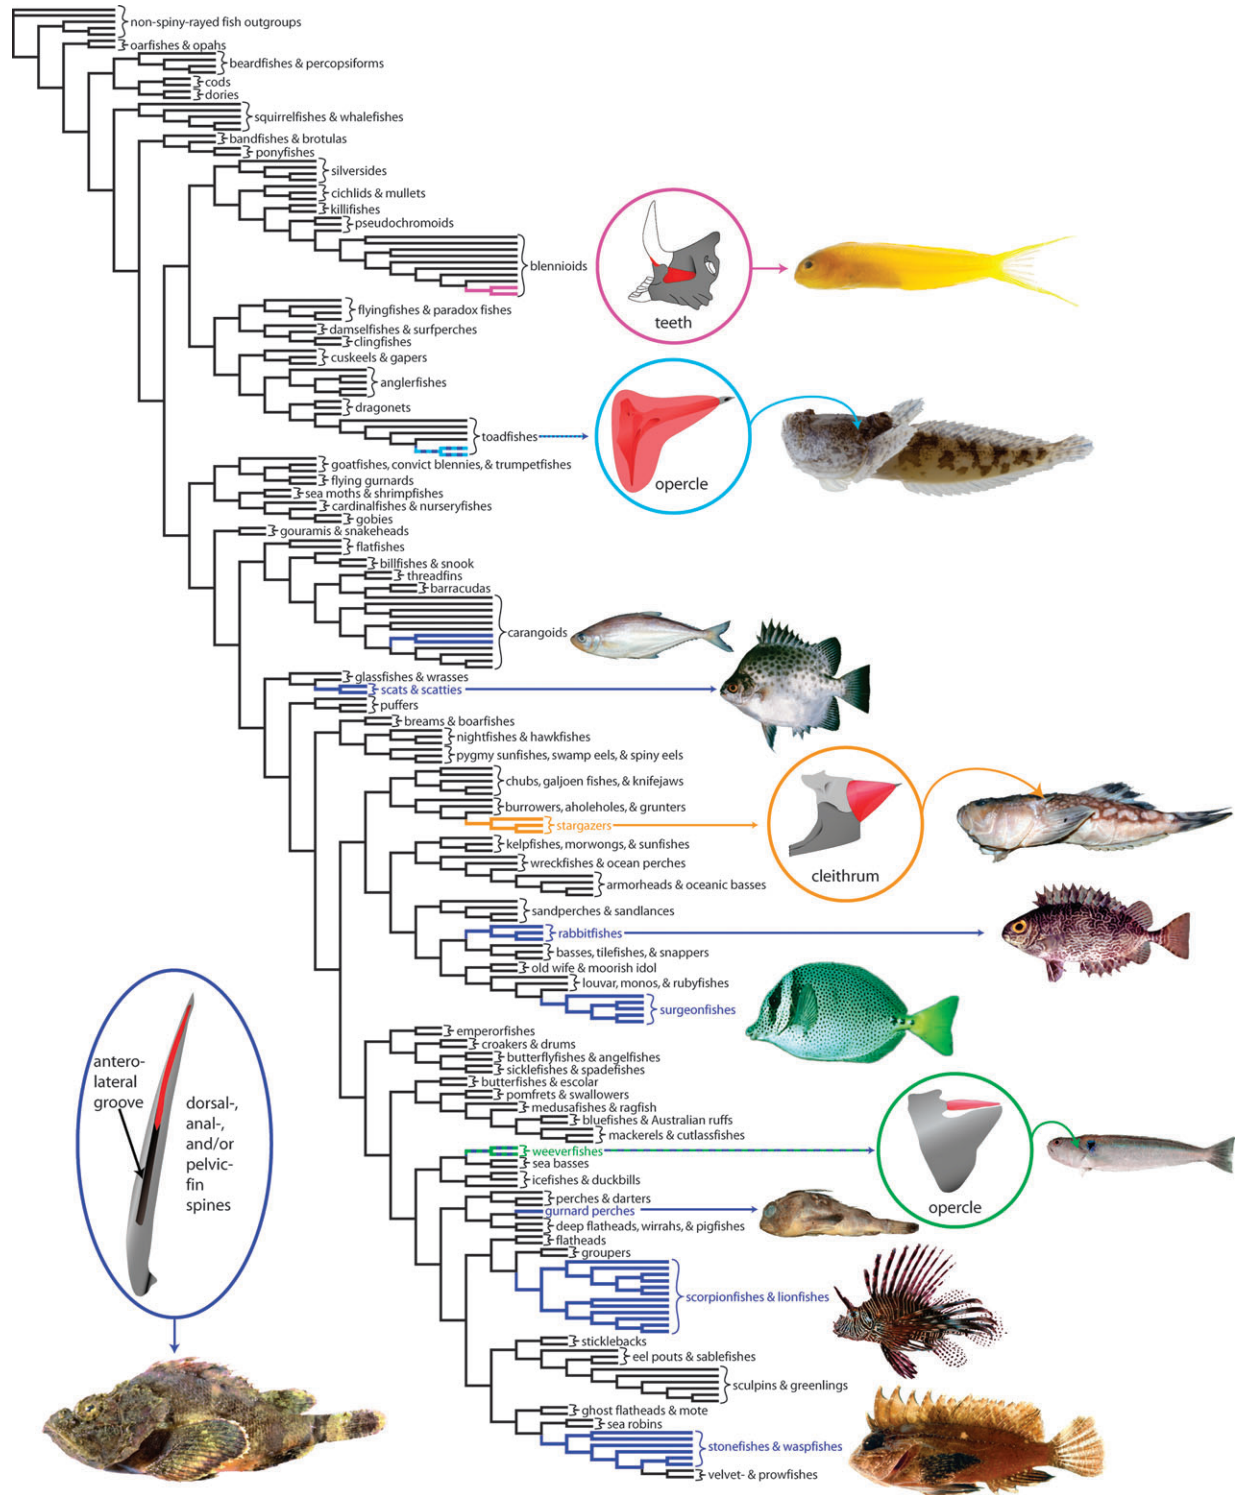 non-spiny-rayed fish outgroups
oarfishes & opahs
beardfishes & percopsiforms
cods
dories
squirrelfishes & whalefishes
bandfishes & brotulas
ponyfishes
silversides
cichlids & mullets
killifishes
pseudochromoids
blennioids
teeth
flyingfishes & paradox fishes
damselfishes & surfperches
clingfishes
cuskeels & gapers
anglerfishes
dragonets
toadfishes
opercle
goatfishes, convict blennies, & trumpetfishes
flying gurnards
sea moths & shrimpfishes
cardinalfishes & nurseryfishes
gobies
gouramis & snakeheads
flatfishes
billfishes & snook
threadfins
barracudas
carangoids
glassfishes & wrasses
scats & scatties
puffers
breams & boarfishes
nightfishes & hawkfishes
pygmy sunfishes, swamp eels, & spiny eels
chubs, galjoen fishes, & knifejaws
burrowers, aholeholes, & grunters
stargazers
cleithrum
kelpfishes, morwongs, & sunfishes
wreckfishes & ocean perches
armorheads & oceanic basses
sandperches & sandlances
rabbitfishes
basses, tilefishes, & snappers
old wife & moorish idol
louvar, monos, & rubyfishes
surgeonfishes
emperorfishes
croakers & drums
butterflyfishes & angelfishes
sicklefishes & spadefishes
butterfishes & escolar
pomfrets & swallowers
medusafishes & ragfish
bluefishes & Australian ruffs
mackerels & cutlassfishes
weeverfishes
opercle
sea basses
icefishes & duckbills
perches & darters
gurnard perches
deep flatheads, wirrahs, & pigfishes
flatheads
groupers
scorpionfishes & lionfishes
sticklebacks
eel pouts & sablefishes
sculpins & greenlings
ghost flatheads & mote
sea robins
stonefishes & waspfishes
velvet- & prowfishes
antero-
lateral
groove
dorsal-,
anal-,
and/or
pelvic-
fin
spines